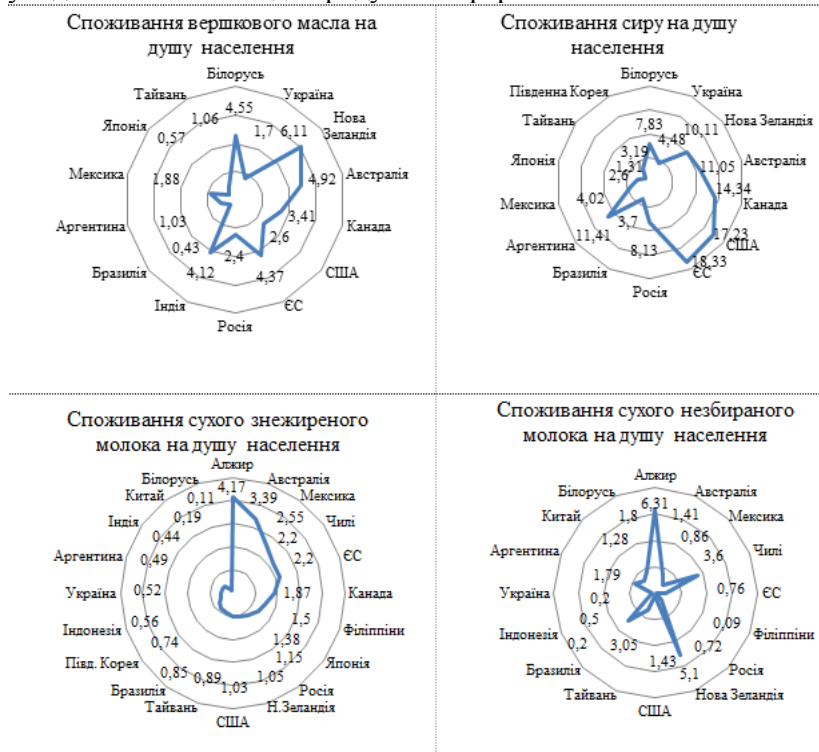 Споживання вершкового масла на
душу населення
Білорусь
Україна
Нова
Зеландія
Австралія
Канада
США
ЄС
Росія
Індія
Бразилія
Аргентина
Мексика
Японія
Тайвань
4,55
1,7
6,11
4,92
3,41
2,6
4,37
2,4
4,12
0,43
1,03
1,88
0,57
1,06
Споживання сиру на душу
населення
Білорусь
Україна
Нова Зеландія
Австралія
Канада
США
ЄС
Росія
Бразилія
Аргентина
Мексика
Японія
Тайвань
Південна Корея
7,83
4,48
10,11
11,05
14,34
17,23
18,33
8,13
3,7
11,41
4,02
2,6
1,31
3,19
Споживання сухого знежиреного
молока на душу населення
Алжир
Австралія
Мексика
Чилі
ЄС
Канада
Філіппіни
Японія
Росія
Н.Зеландія
США
Тайвань
Бразилія
Півд. Корея
Індонезія
Україна
Аргентина
Індія
Китай
Білорусь
4,17
3,39
2,55
2,2
2,2
1,87
1,5
1,38
1,15
1,05
1,03
0,89
0,85
0,74
0,56
0,52
0,49
0,44
0,19
0,11
Споживання сухого незбираного
молока на душу населення
Алжир
Австралія
Мексика
Чилі
ЄС
Філіппіни
Росія
Нова Зеландія
США
Тайвань
Бразилія
Індонезія
Україна
Аргентина
Китай
Білорусь
6,31
1,41
0,86
3,6
0,76
0,09
0,72
5,1
1,43
3,05
0,2
0,5
0,2
1,79
1,28
1,8